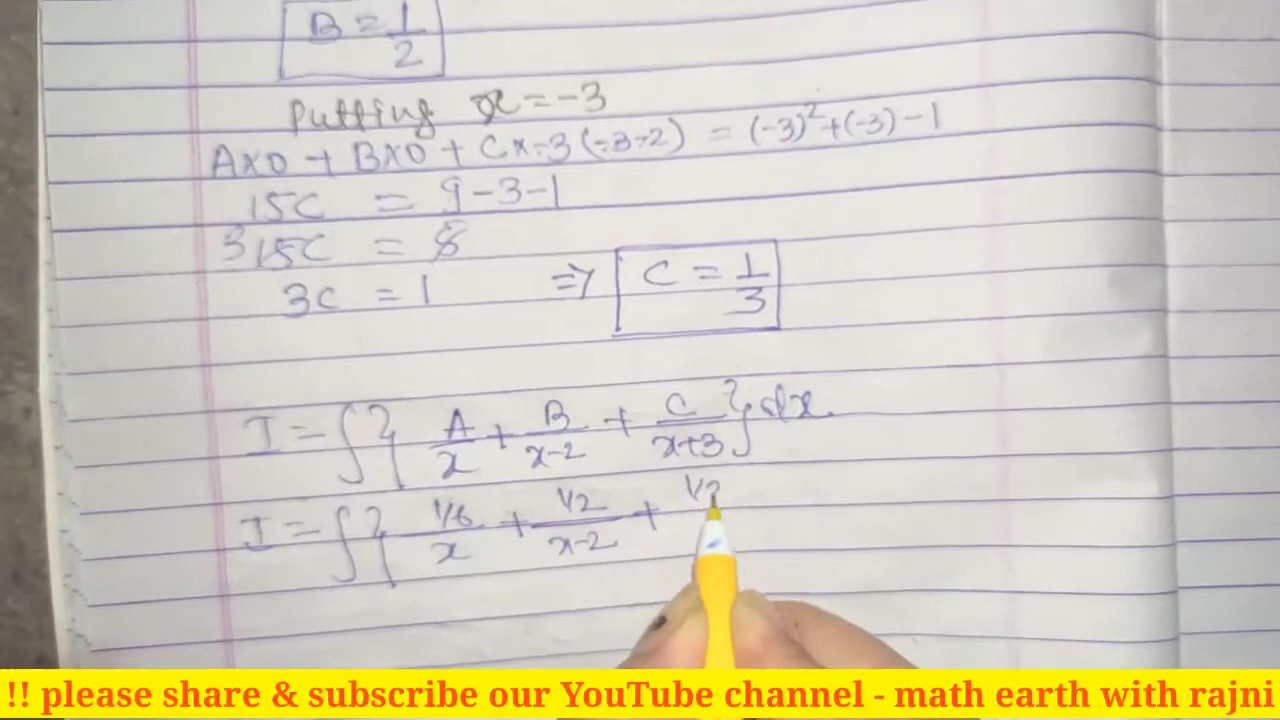 B = 1/2
Putting x = -3
A×0 + B×0 + C×-3(-3-2) = (-3)²+(-3)-1
15C = 9-3-1
3 15C = 5
3C = 1 ⇒ C = 1/3
I = ∫{ A/x + B/x-2 + C/x+3 } dx
I = ∫{ 1/6/x + 1/2/x-2 + 1/
!! please share & subscribe our YouTube channel - math earth with rajni